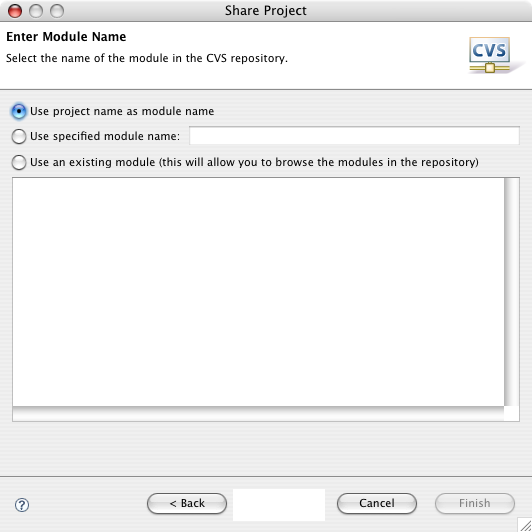 Share Project
Enter Module Name
Select the name of the module in the CVS repository.
CVS
Use project name as module name
Use specified module name:
Use an existing module (this will allow you to browse the modules in the repository)
?
< Back
Cancel
Finish